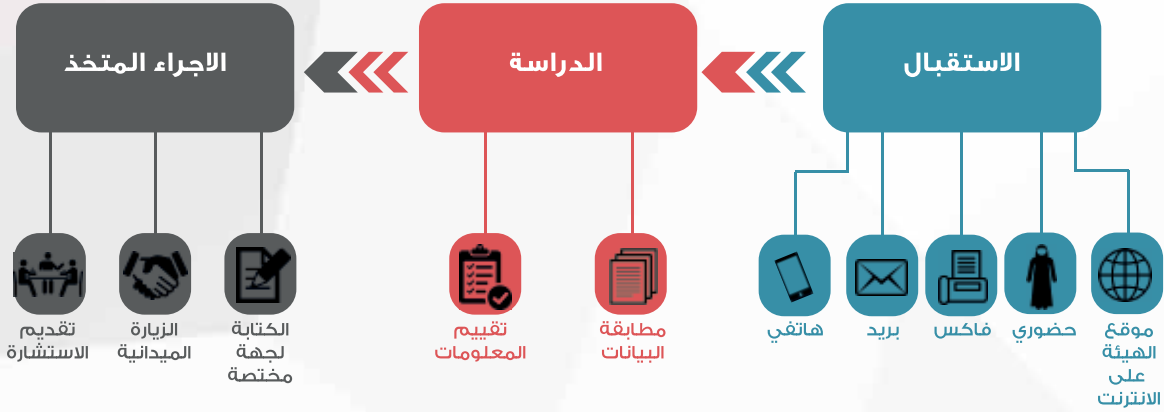 الاستقبال
الدراسة
الاجراء المتخذ
موقع
الهيئة
على
الانترنت
حضوري
فاكس
بريد
هاتفي
مطابقة
البيانات
تقييم
المعلومات
الكتابة
لجهة
مختصة
الزيارة
الميدانية
تقديم
الاستشارة